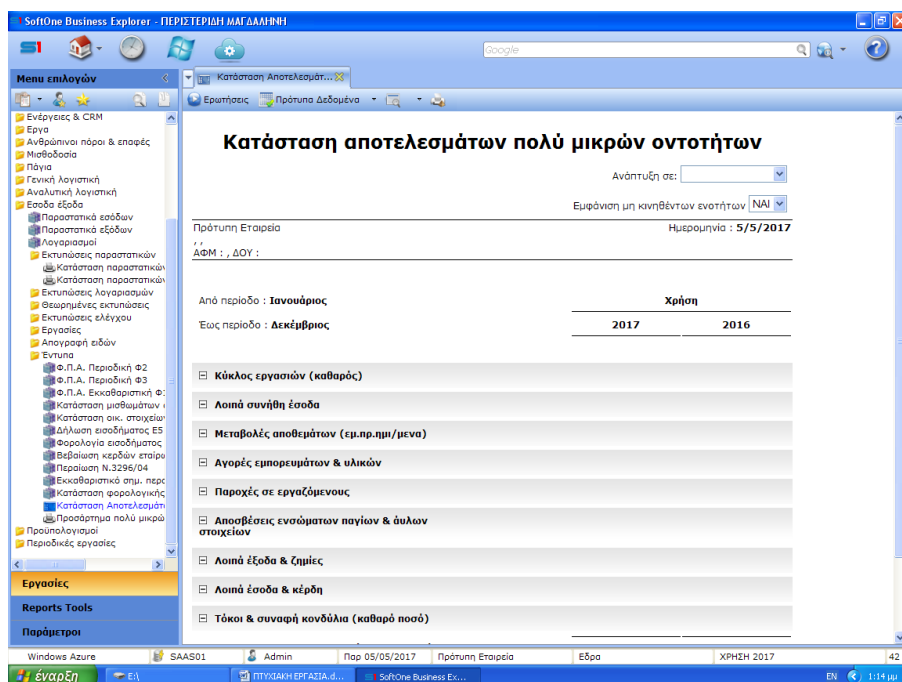 SoftOne Business Explorer - ΠΕΡΙΣΤΕΡΙΔΗ ΜΑΓΔΑΛΗΝΗ
S1
Google
Menu επιλογών
Κατάσταση Αποτελεσμάτ...
Ερωτήσεις Πρότυπα Δεδομένα
Ενέργειες & CRM
Εργα
Ανθρώπινοι πόροι & επαφές
Μισθοδοσία
Πάγια
Γενική λογιστική
Αναλυτική λογιστική
Εσοδα έξοδα
Παραστατικά εσόδων
Παραστατικά εξόδων
Λογαριασμοί
Εκτυπώσεις παραστατικών
Κατάσταση παραστατικών
Κατάσταση παραστατικών
Εκτυπώσεις λογαριασμών
Θεωρημένες εκτυπώσεις
Εκτυπώσεις ελέγχου
Εργασίες
Απογραφή ειδών
Έντυπα
Φ.Π.Α. Περιοδική Φ2
Φ.Π.Α. Περιοδική Φ3
Φ.Π.Α. Εκκαθαριστική Φ
Κατάσταση μισθωμάτων
Κατάσταση οικ. στοιχείω
Δήλωση εισοδήματος Ε5
Φορολογία εισοδήματος
Βεβαίωση κερδών εταίρω
Περαίωση Ν.3296/04
Εκκαθαριστικό σημ. περα
Κατάσταση φορολογικής
Κατάσταση Αποτελεσμάτ
Προσάρτημα πολύ μικρώ
Προϋπολογισμοί
Περιοδικές εργασίες
Εργασίες
Reports Tools
Παράμετροι
Κατάσταση αποτελεσμάτων πολύ μικρών οντοτήτων
Ανάπτυξη σε:
Εμφάνιση μη κινηθέντων ενοτήτων ΝΑΙ
Πρότυπη Εταιρεία Ημερομηνία : 5/5/2017
, ,
ΑΦΜ : , ΔΟΥ :
Από περίοδο : Ιανουάριος Χρήση
Έως περίοδο : Δεκέμβριος 2017 2016
Κύκλος εργασιών (καθαρός)
Λοιπά συνήθη έσοδα
Μεταβολές αποθεμάτων (εμ.πρ.ημι/μενα)
Αγορές εμπορευμάτων & υλικών
Παροχές σε εργαζόμενους
Αποσβέσεις ενσώματων παγίων & άυλων
στοιχείων
Λοιπά έξοδα & ζημίες
Λοιπά έσοδα & κέρδη
Τόκοι & συναφή κονδύλια (καθαρό ποσό)
Windows Azure SAAS01 Admin Παρ 05/05/2017 Πρότυπη Εταιρεία Εδρα ΧΡΗΣΗ 2017 42
έναρξη E:\ ΠΤΥΧΙΑΚΗ ΕΡΓΑΣΙΑ.d... SoftOne Business Ex... EN 1:14 μμ